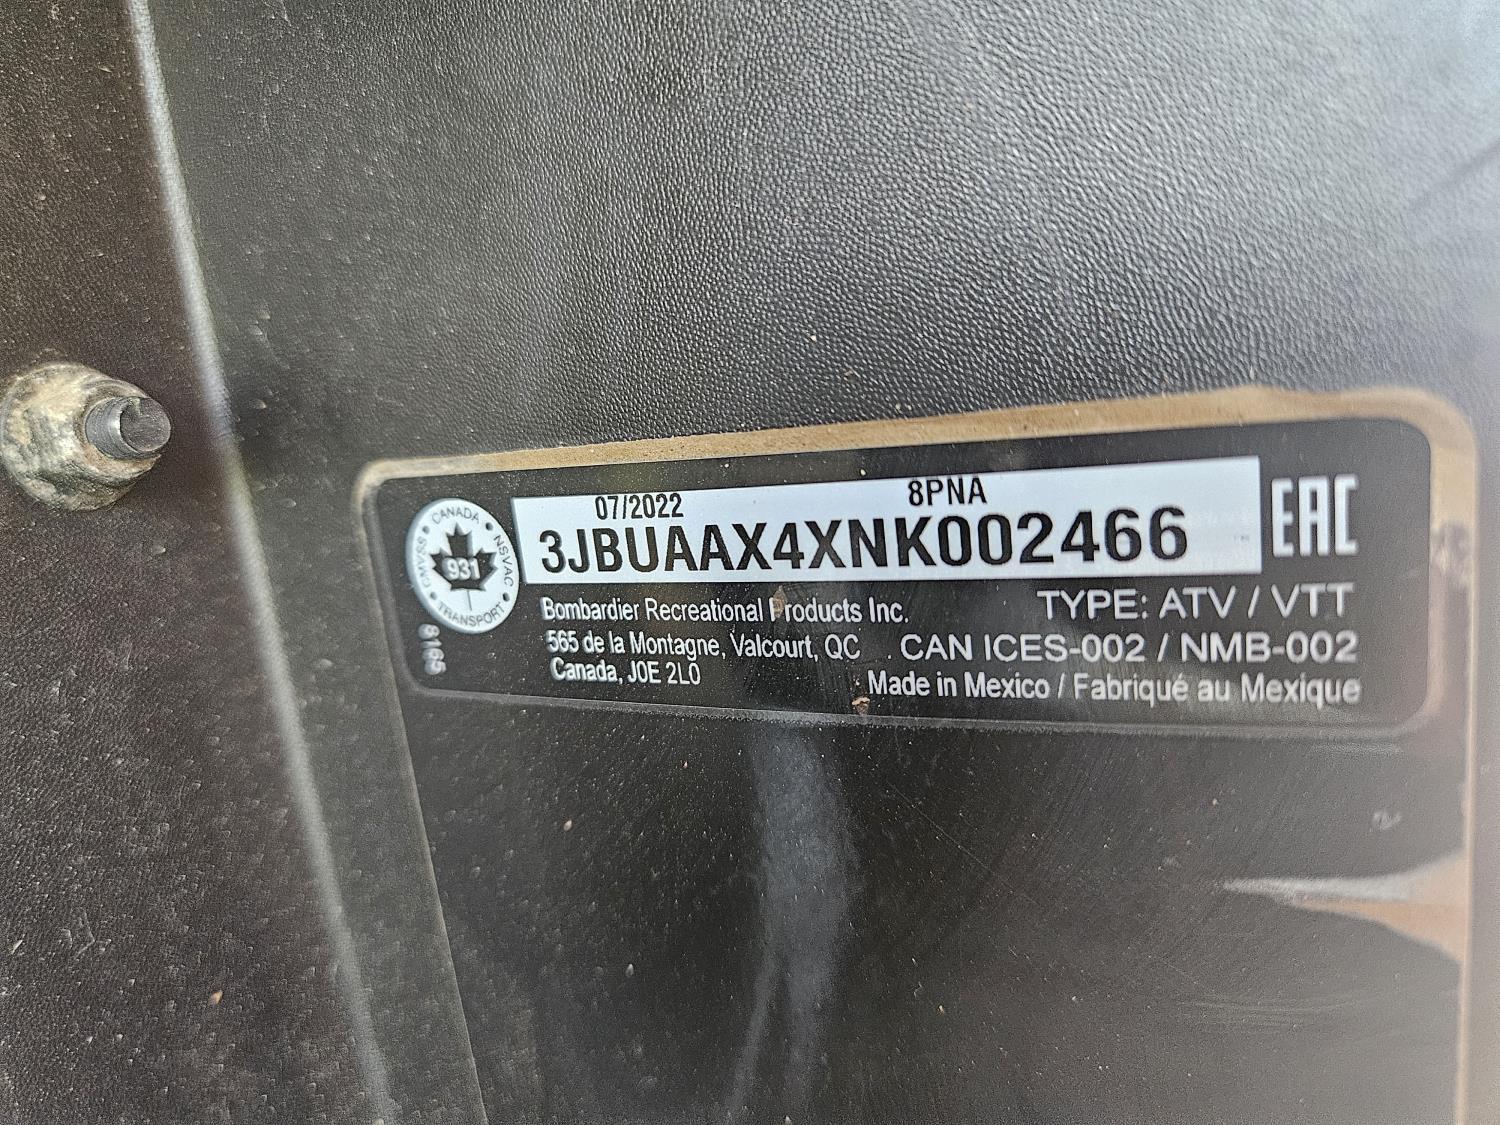 07/2022 8PNA
3JBUAAX4XNK002466
EAC
CANADA
NSVAC
TRANSPORT
CMVSS
931
8165
Bombardier Recreational Products Inc.
565 de la Montagne, Valcourt, QC
Canada, J0E 2L0
TYPE: ATV / VTT
CAN ICES-002 / NMB-002
Made in Mexico / Fabriqué au Mexique